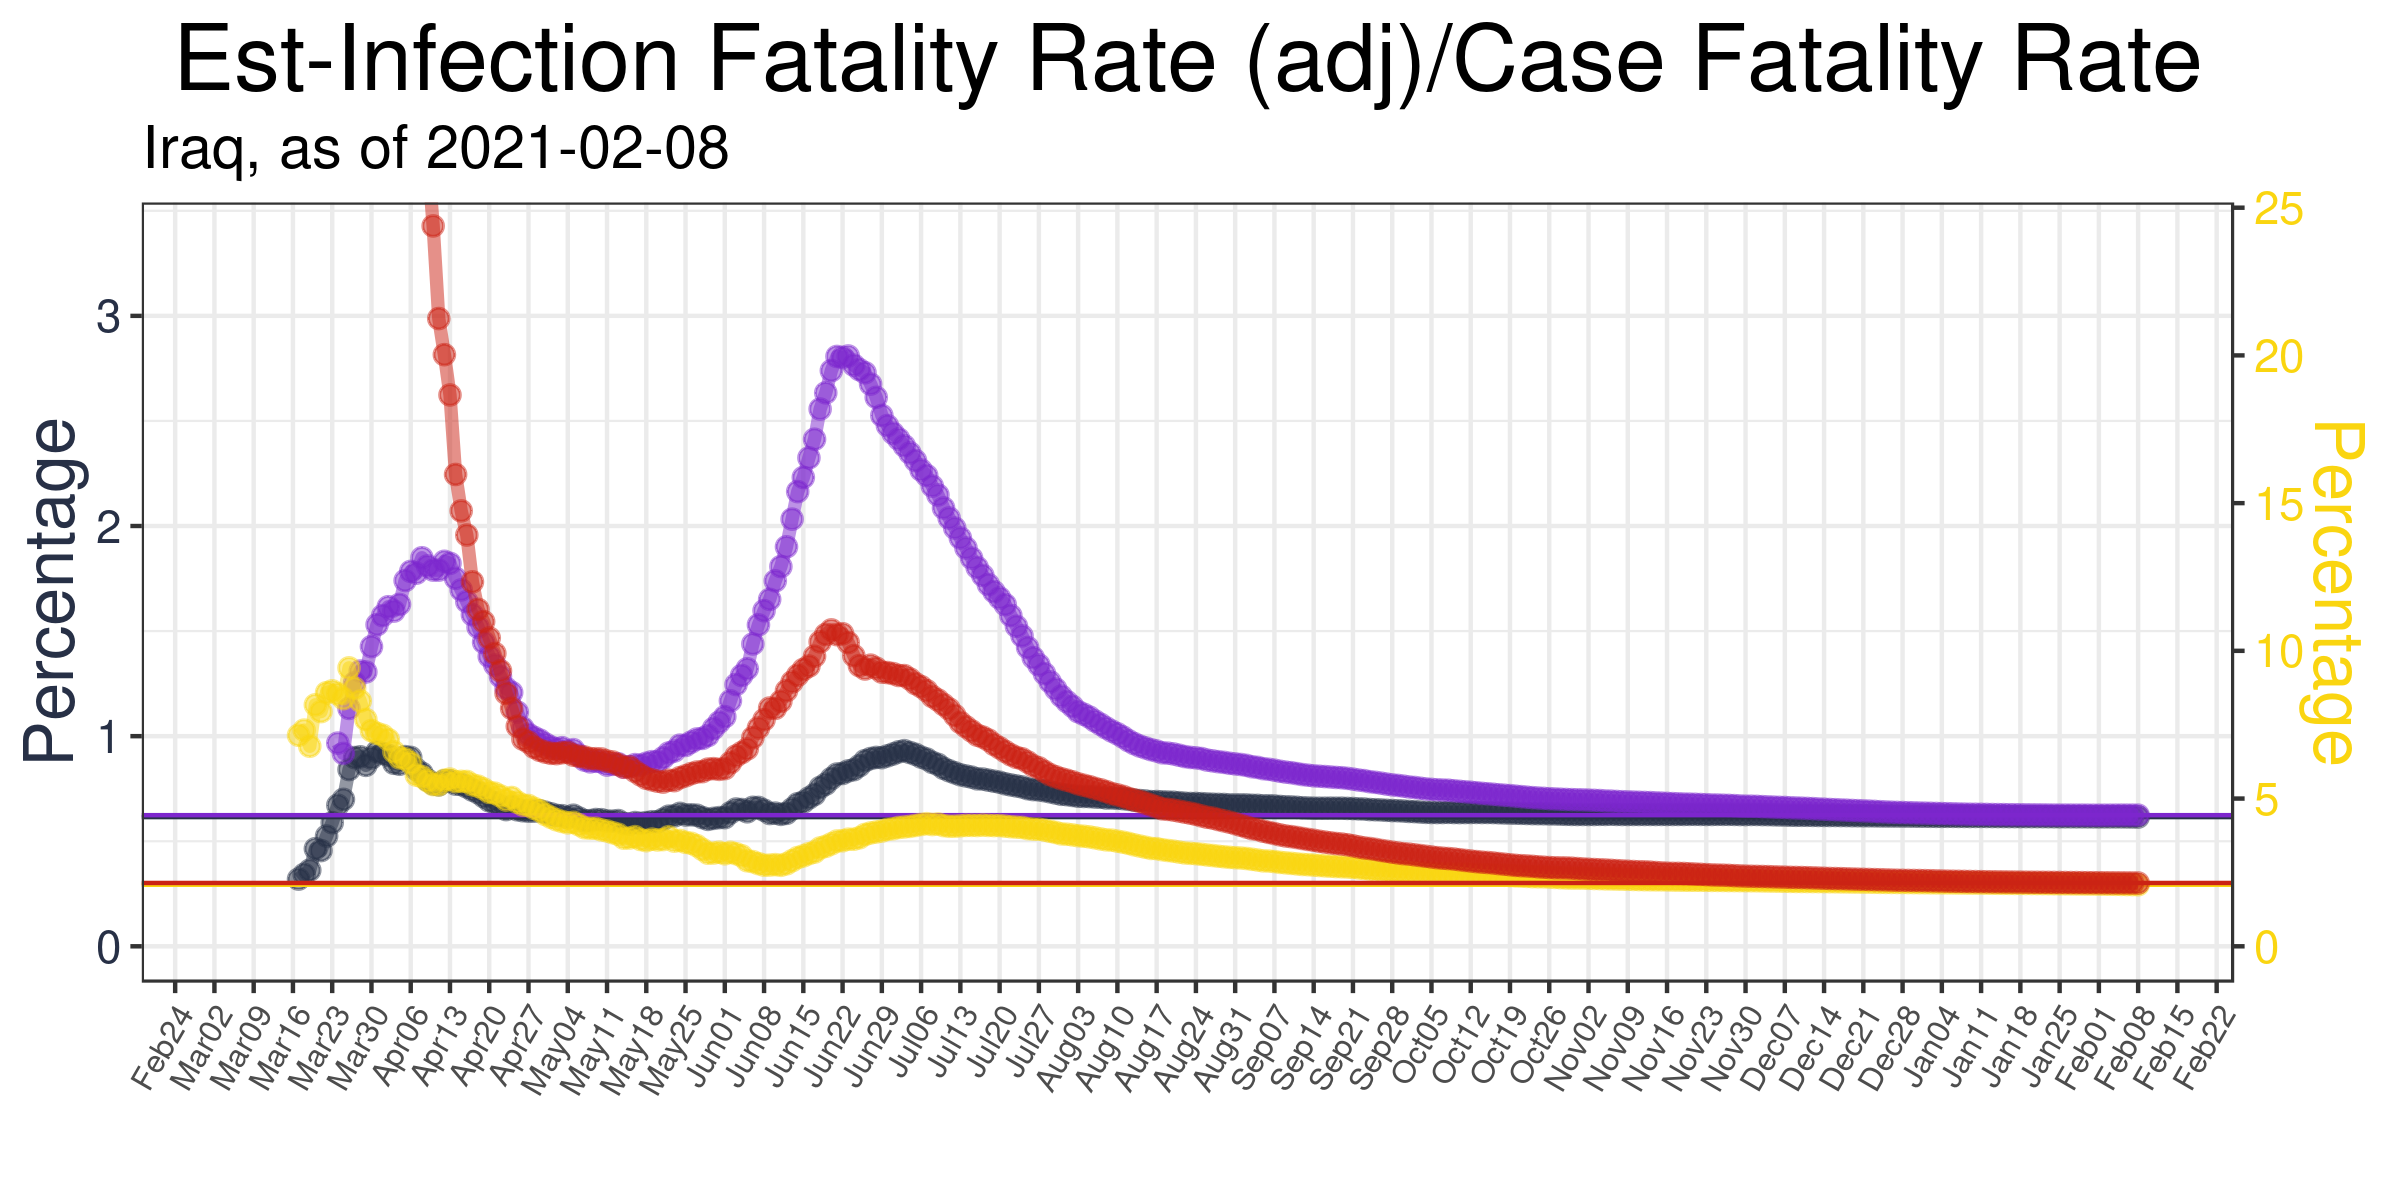 Est-Infection Fatality Rate (adj)/Case Fatality Rate
Iraq, as of 2021-02-08
Percentage
3
2
1
0
25
20
15
10
5
0
Percentage
Feb24 Mar02 Mar09 Mar16 Mar23 Mar30 Apr06 Apr13 Apr20 Apr27 May04 May11 May18 May25 Jun01 Jun08 Jun15 Jun22 Jun29 Jul06 Jul13 Jul20 Jul27 Aug03 Aug10 Aug17 Aug24 Aug31 Sep07 Sep14 Sep21 Sep28 Oct05 Oct12 Oct19 Oct26 Nov02 Nov09 Nov16 Nov23 Nov30 Dec07 Dec14 Dec21 Dec28 Jan04 Jan11 Jan18 Jan25 Feb01 Feb08 Feb15 Feb22